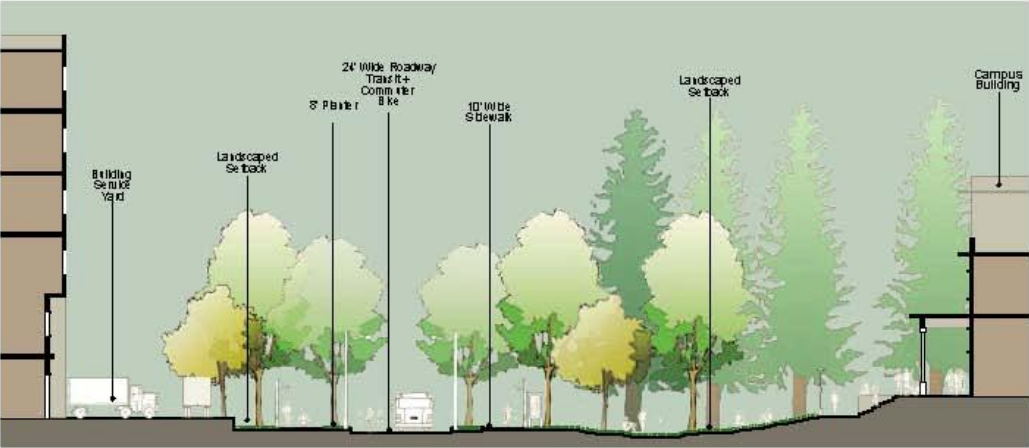 Building
Service
Yard
Landscaped
Setback
8' Planter
24' Wide Roadway
Transit +
Commuter
Bike
10' Wide
Sidewalk
Landscaped
Setback
Campus
Building